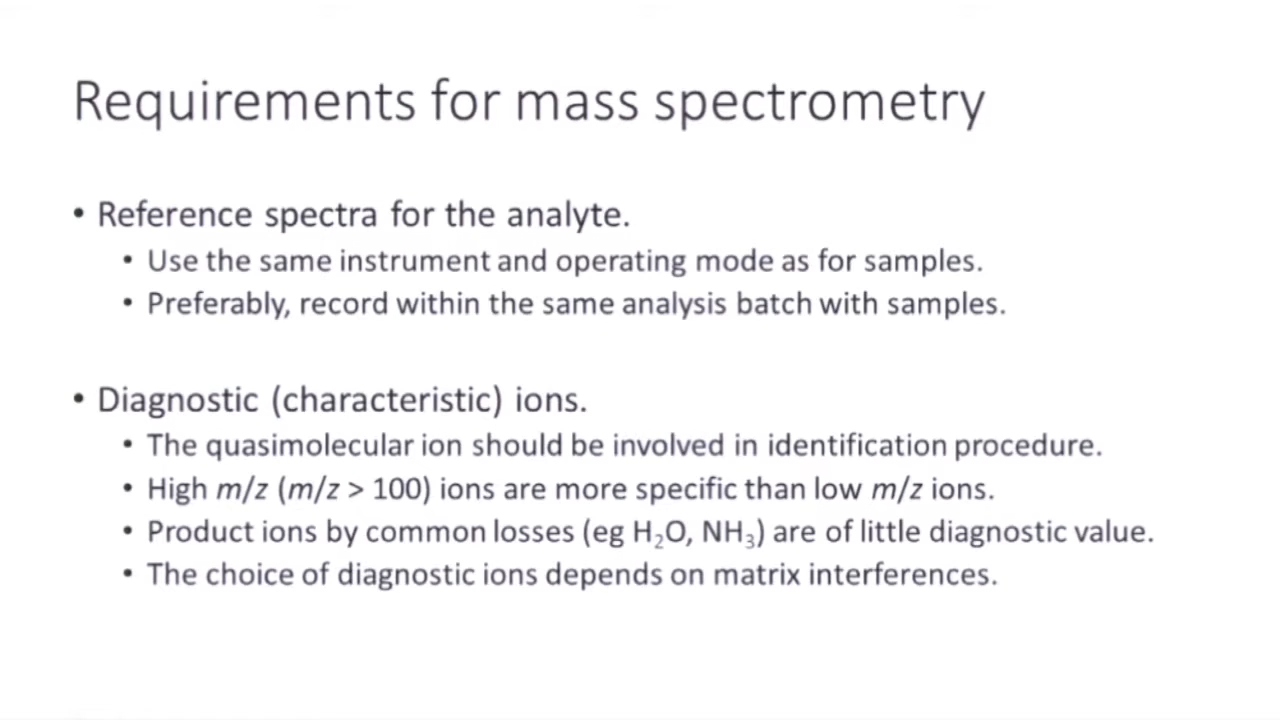 Requirements for mass spectrometry
• Reference spectra for the analyte.
• Use the same instrument and operating mode as for samples.
• Preferably, record within the same analysis batch with samples.
• Diagnostic (characteristic) ions.
• The quasimolecular ion should be involved in identification procedure.
• High m/z (m/z > 100) ions are more specific than low m/z ions.
• Product ions by common losses (eg H₂O, NH₃) are of little diagnostic value.
• The choice of diagnostic ions depends on matrix interferences.